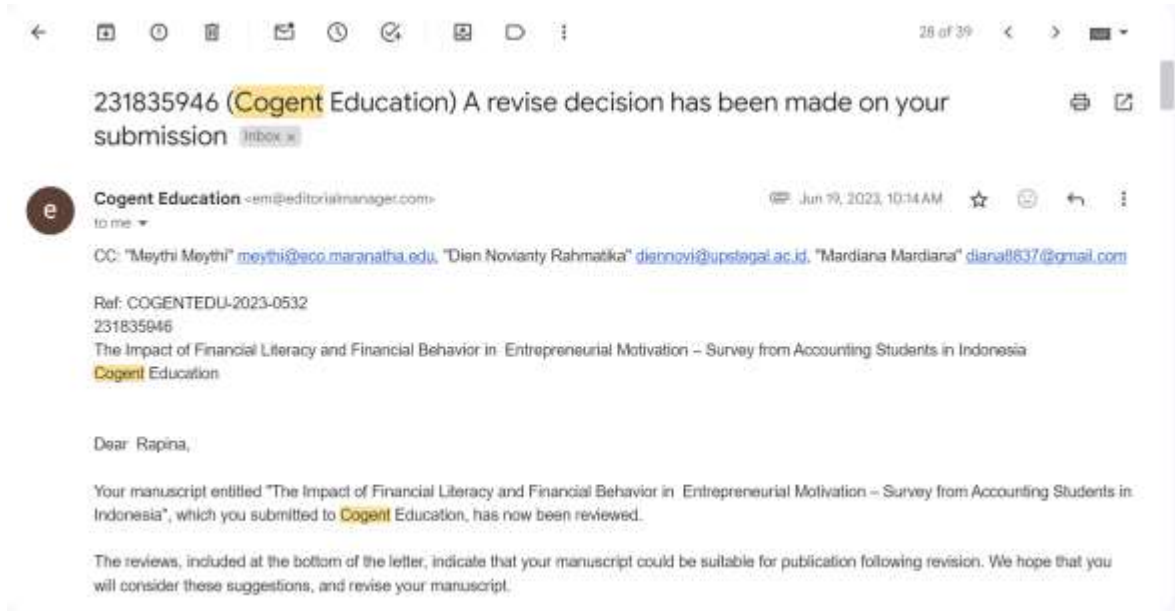 28 of 39
231835946 (Cogent Education) A revise decision has been made on your
submission Inbox x
e
Cogent Education <em@editorialmanager.com>
Jun 19, 2023, 10:14 AM
to me
CC: "Meythi Meythi" meythi@eco.maranatha.edu, "Dien Novianty Rahmatika" diennovi@upstegal.ac.id, "Mardiana Mardiana" diana8837@gmail.com
Ref: COGENTEDU-2023-0532
231835946
The Impact of Financial Literacy and Financial Behavior in Entrepreneurial Motivation – Survey from Accounting Students in Indonesia
Cogent Education
Dear Rapina,
Your manuscript entitled "The Impact of Financial Literacy and Financial Behavior in Entrepreneurial Motivation – Survey from Accounting Students in
Indonesia", which you submitted to Cogent Education, has now been reviewed.
The reviews, included at the bottom of the letter, indicate that your manuscript could be suitable for publication following revision. We hope that you
will consider these suggestions, and revise your manuscript.